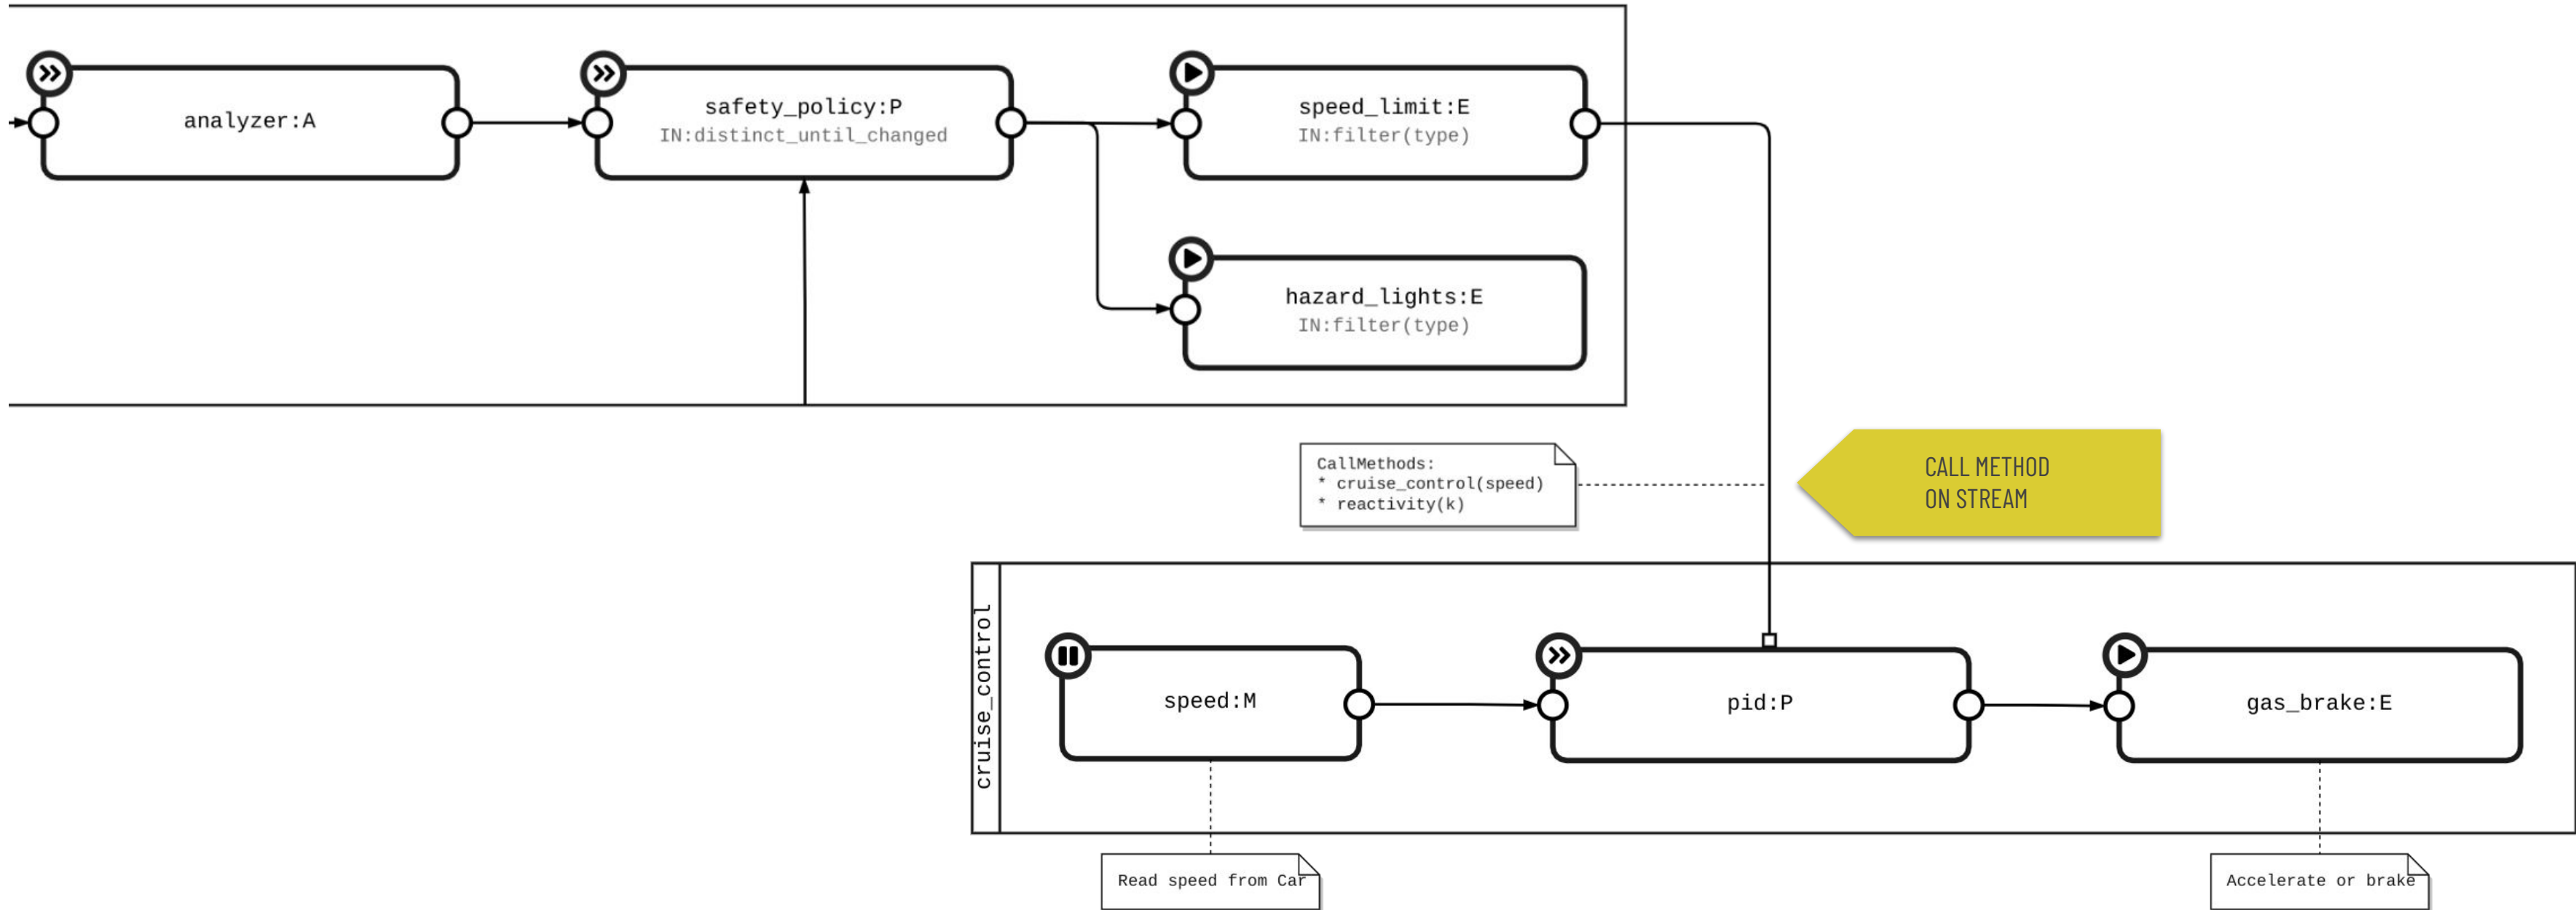 analyzer:A
safety_policy:P
IN:distinct_until_changed
speed_limit:E
IN:filter(type)
hazard_lights:E
IN:filter(type)
CallMethods:
* cruise_control(speed)
* reactivity(k)
CALL METHOD
ON STREAM
cruise_control
speed:M
pid:P
gas_brake:E
Read speed from Car
Accelerate or brake